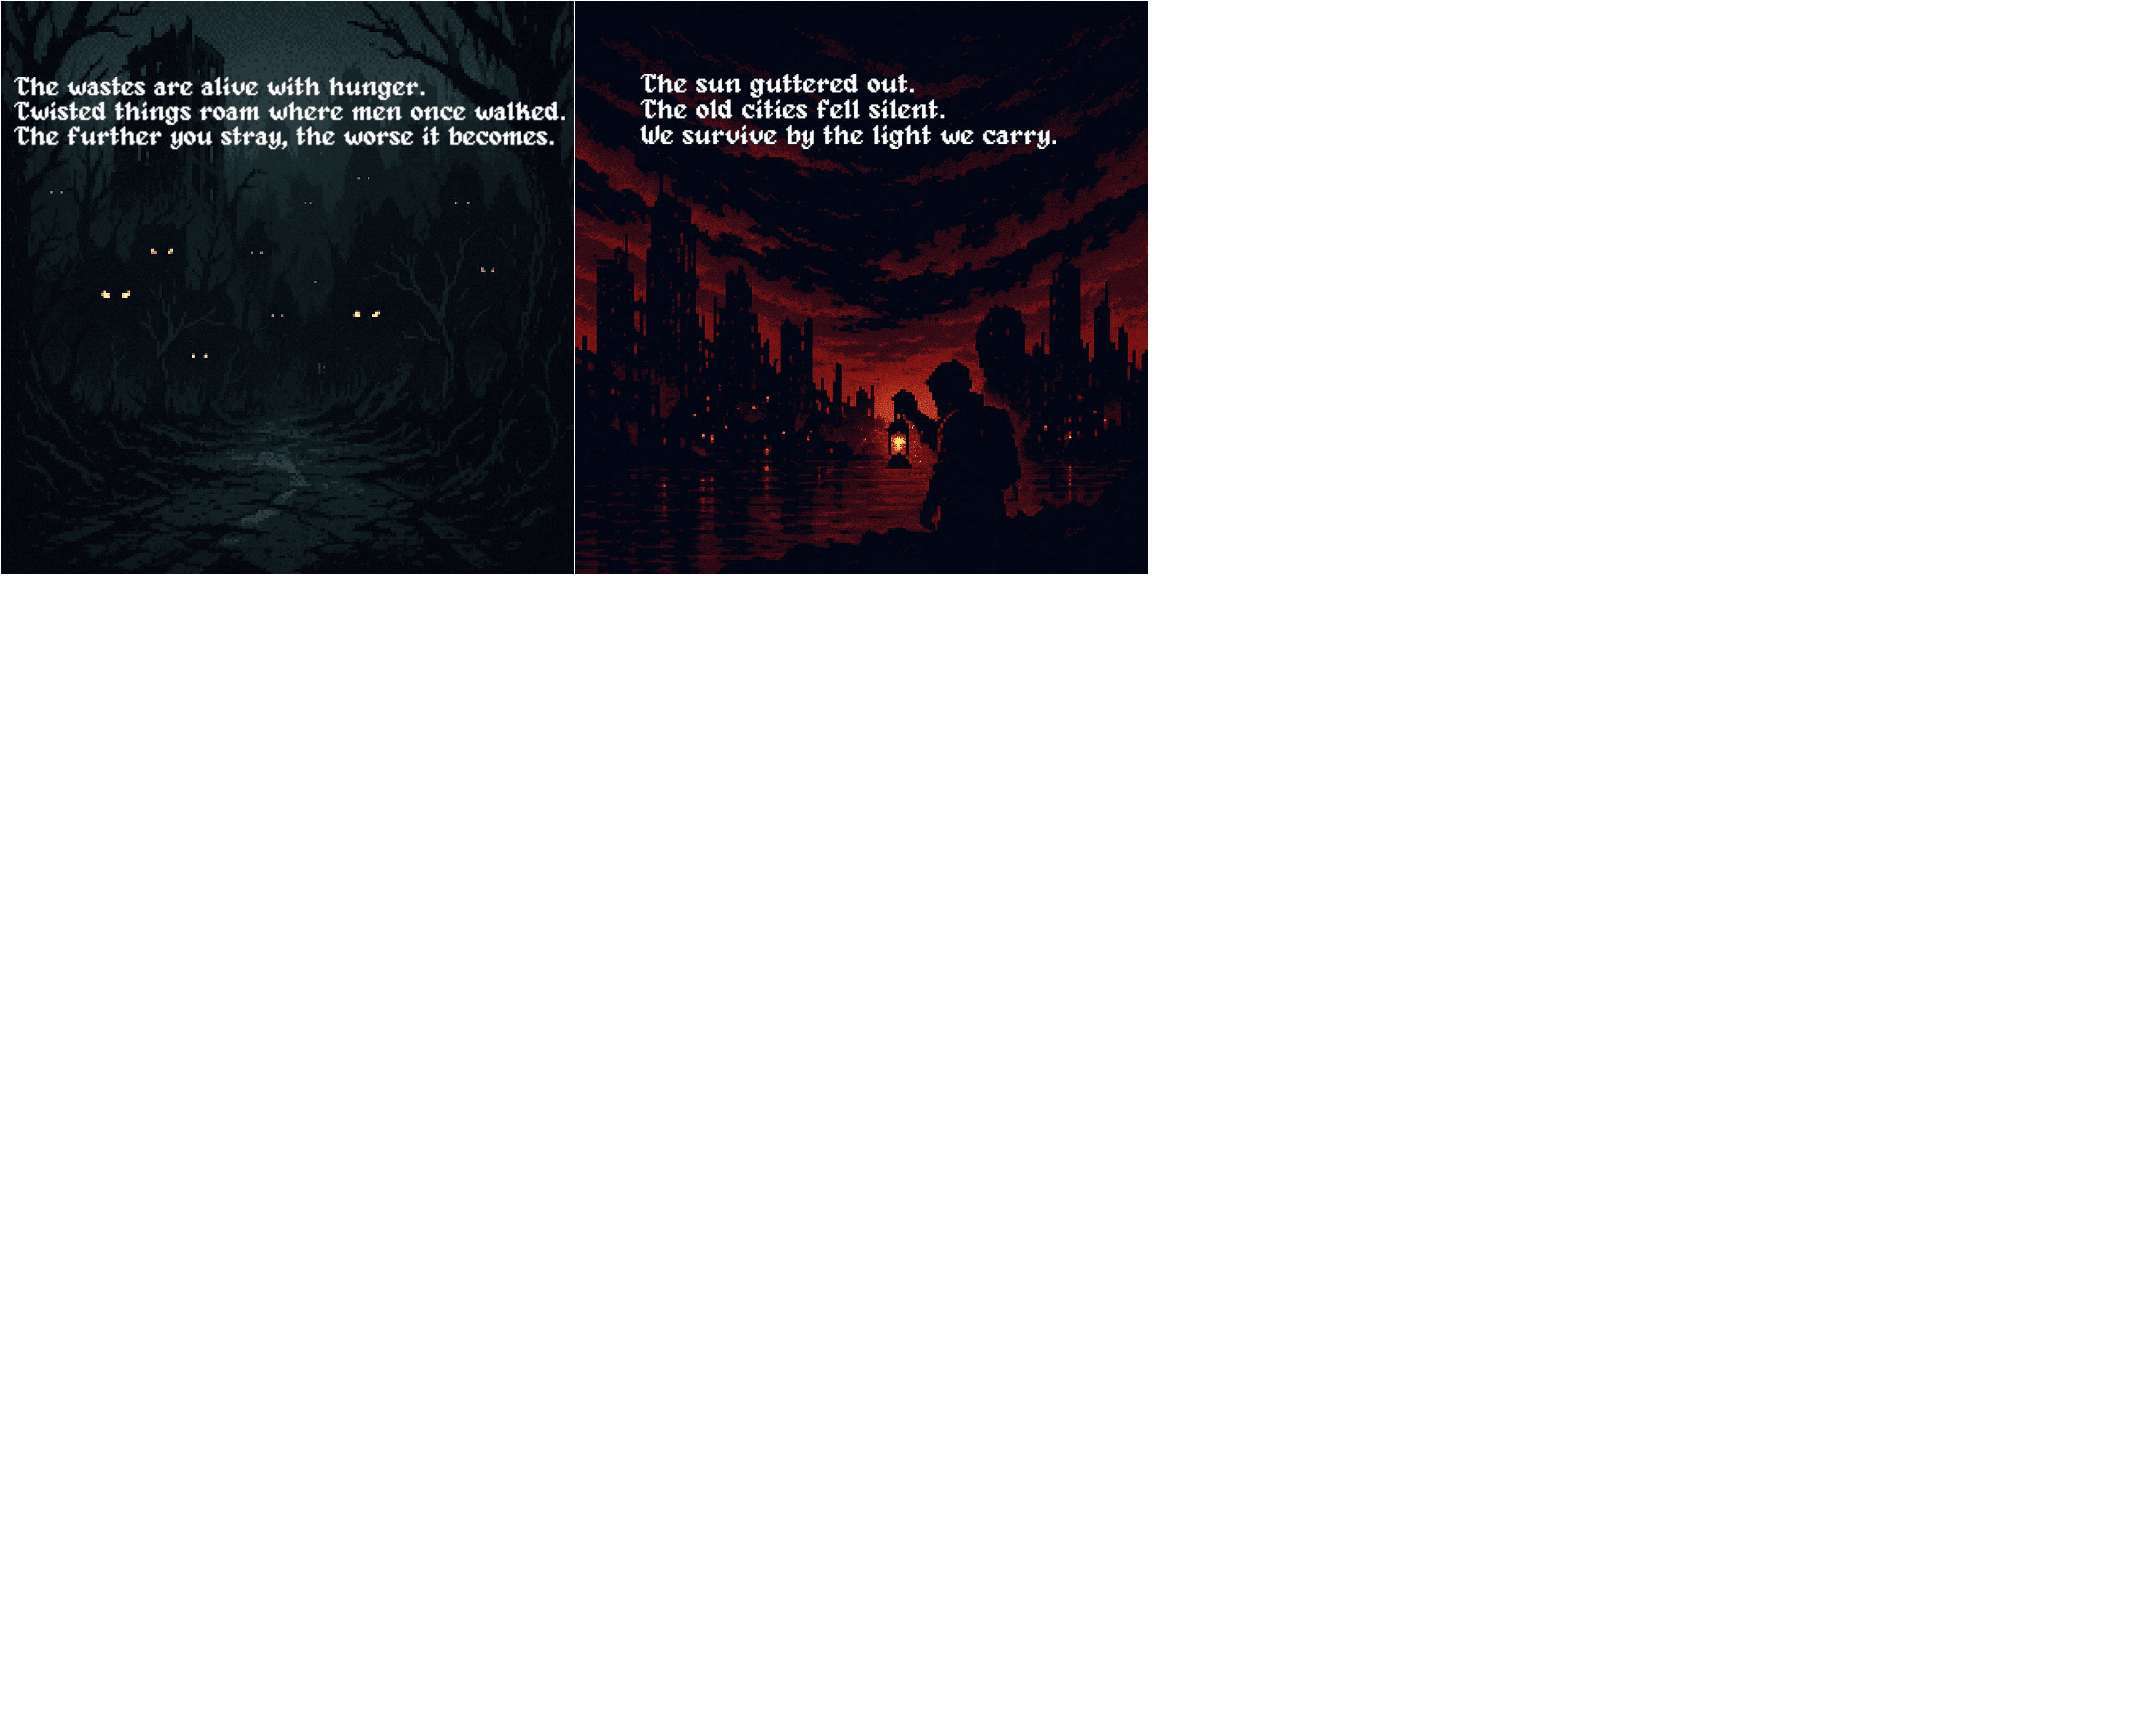 The wastes are alive with hunger.
Twisted things roam where men once walked.
The further you stray, the worse it becomes.
The sun guttered out.
The old cities fell silent.
We survive by the light we carry.